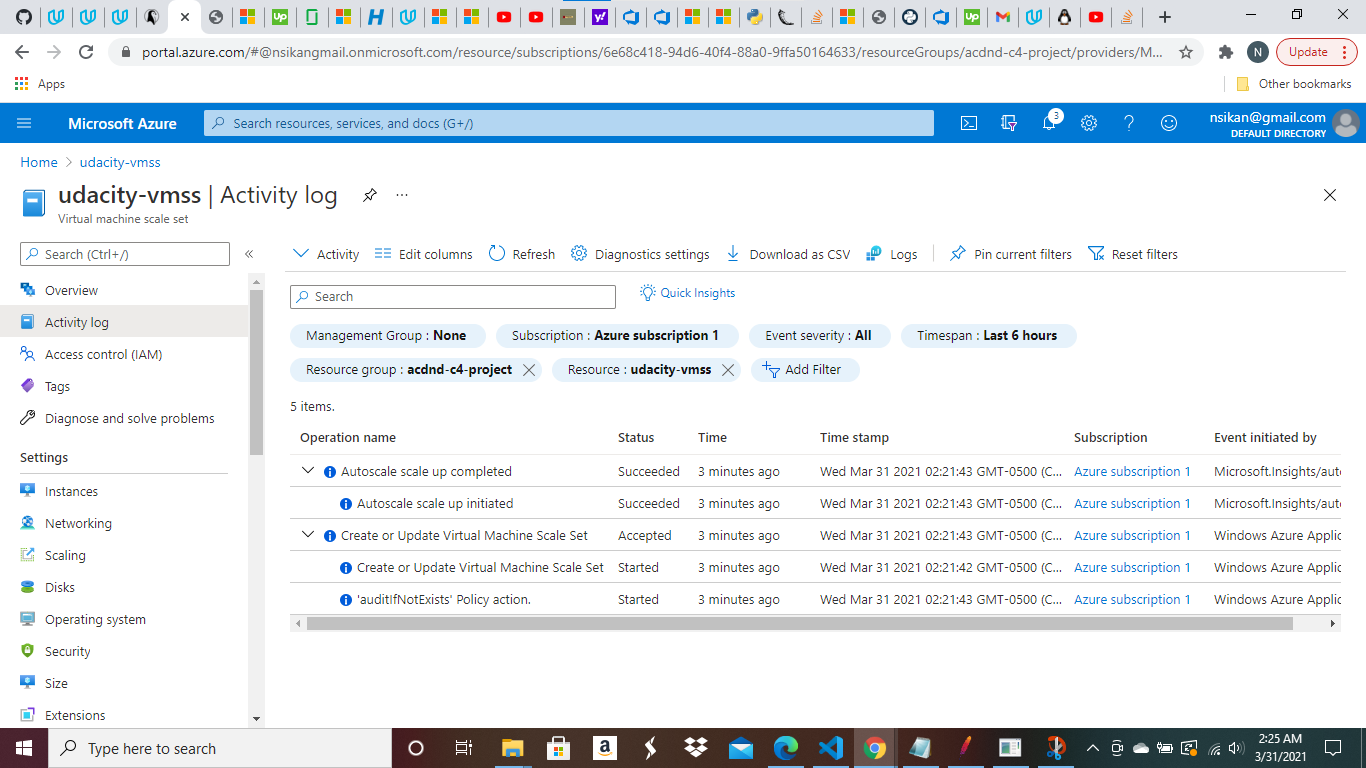 portal.azure.com/#@nsikangmail.onmicrosoft.com/resource/subscriptions/6e68c418-94d6-40f4-88a0-9ffa50164633/resourceGroups/acdnd-c4-project/providers/M...
N
Update
Apps
Other bookmarks
Microsoft Azure
Search resources, services, and docs (G+/)
3
nsikan@gmail.com
DEFAULT DIRECTORY
Home > udacity-vmss
udacity-vmss | Activity log
...
Virtual machine scale set
Search (Ctrl+/)
«
Activity
Edit columns
Refresh
Diagnostics settings
Download as CSV
Logs
Pin current filters
Reset filters
Overview
Activity log
Access control (IAM)
Tags
Diagnose and solve problems
Settings
Instances
Networking
Scaling
Disks
Operating system
Security
Size
Extensions
Search
Quick Insights
Management Group : None
Subscription : Azure subscription 1
Event severity : All
Timespan : Last 6 hours
Resource group : acdnd-c4-project
Resource : udacity-vmss
Add Filter
5 items.
Operation name Status Time Time stamp Subscription Event initiated by
Autoscale scale up completed Succeeded 3 minutes ago Wed Mar 31 2021 02:21:43 GMT-0500 (C... Azure subscription 1 Microsoft.Insights/aut
Autoscale scale up initiated Succeeded 3 minutes ago Wed Mar 31 2021 02:21:43 GMT-0500 (C... Azure subscription 1 Microsoft.Insights/aut
Create or Update Virtual Machine Scale Set Accepted 3 minutes ago Wed Mar 31 2021 02:21:43 GMT-0500 (C... Azure subscription 1 Windows Azure Applic
Create or Update Virtual Machine Scale Set Started 3 minutes ago Wed Mar 31 2021 02:21:42 GMT-0500 (C... Azure subscription 1 Windows Azure Applic
'auditIfNotExists' Policy action. Started 3 minutes ago Wed Mar 31 2021 02:21:43 GMT-0500 (C... Azure subscription 1 Windows Azure Applic
Type here to search
2:25 AM
3/31/2021